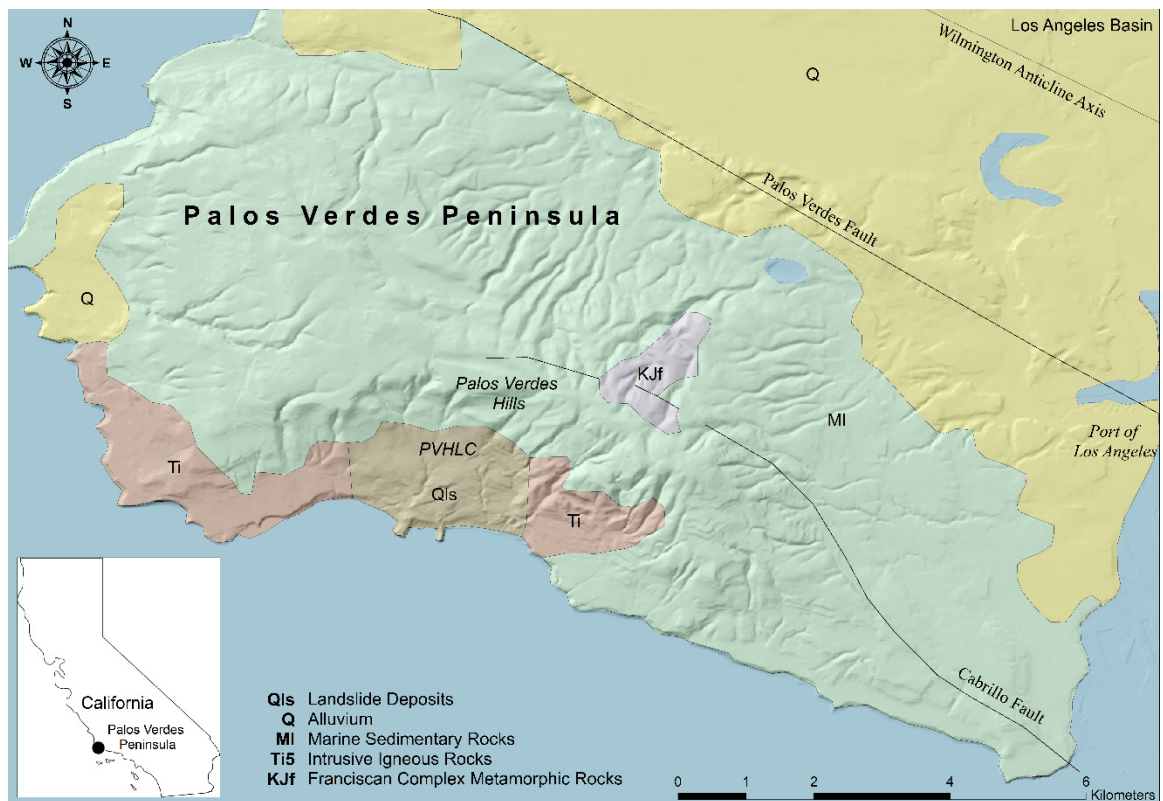 N
W E
S
Los Angeles Basin
Wilmington Anticline Axis
Q
Palos Verdes Peninsula
Palos Verdes Fault
Q
Palos Verdes
Hills
KJf
Ml
PVHLC
Port of
Los Angeles
Ti
Qls
Ti
Cabrillo Fault
California
Palos Verdes
Peninsula
Qls Landslide Deposits
Q Alluvium
Ml Marine Sedimentary Rocks
Ti5 Intrusive Igneous Rocks
KJf Franciscan Complex Metamorphic Rocks
0 2 4 6
Kilometers